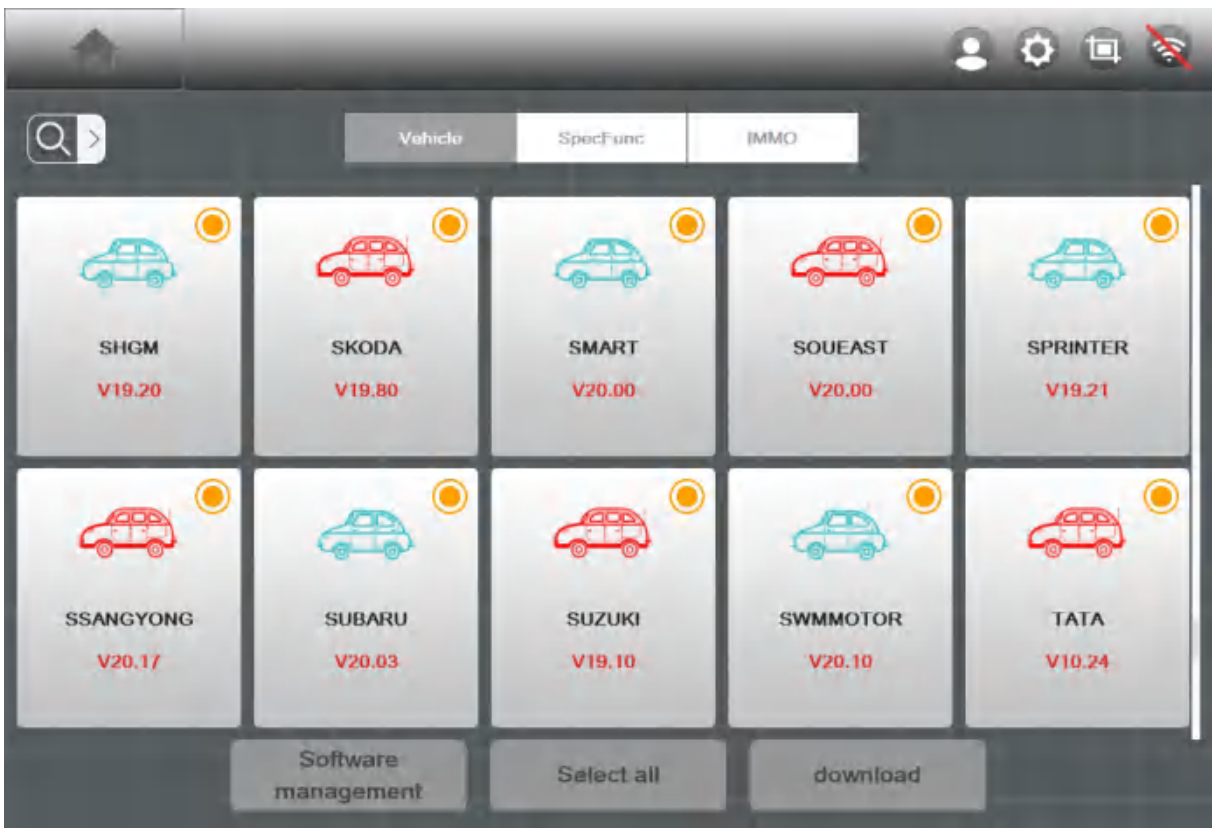 Vehicle
SpecFunc
IMMO
SHGM
SKODA
SMART
SOUEAST
SPRINTER
V19.20
V19.80
V20.00
V20.00
V19.21
SSANGYONG
SUBARU
SUZUKI
SWMMOTOR
TATA
V20.17
V20.03
V19.10
V20.10
V10.24
Software
management
Select all
download